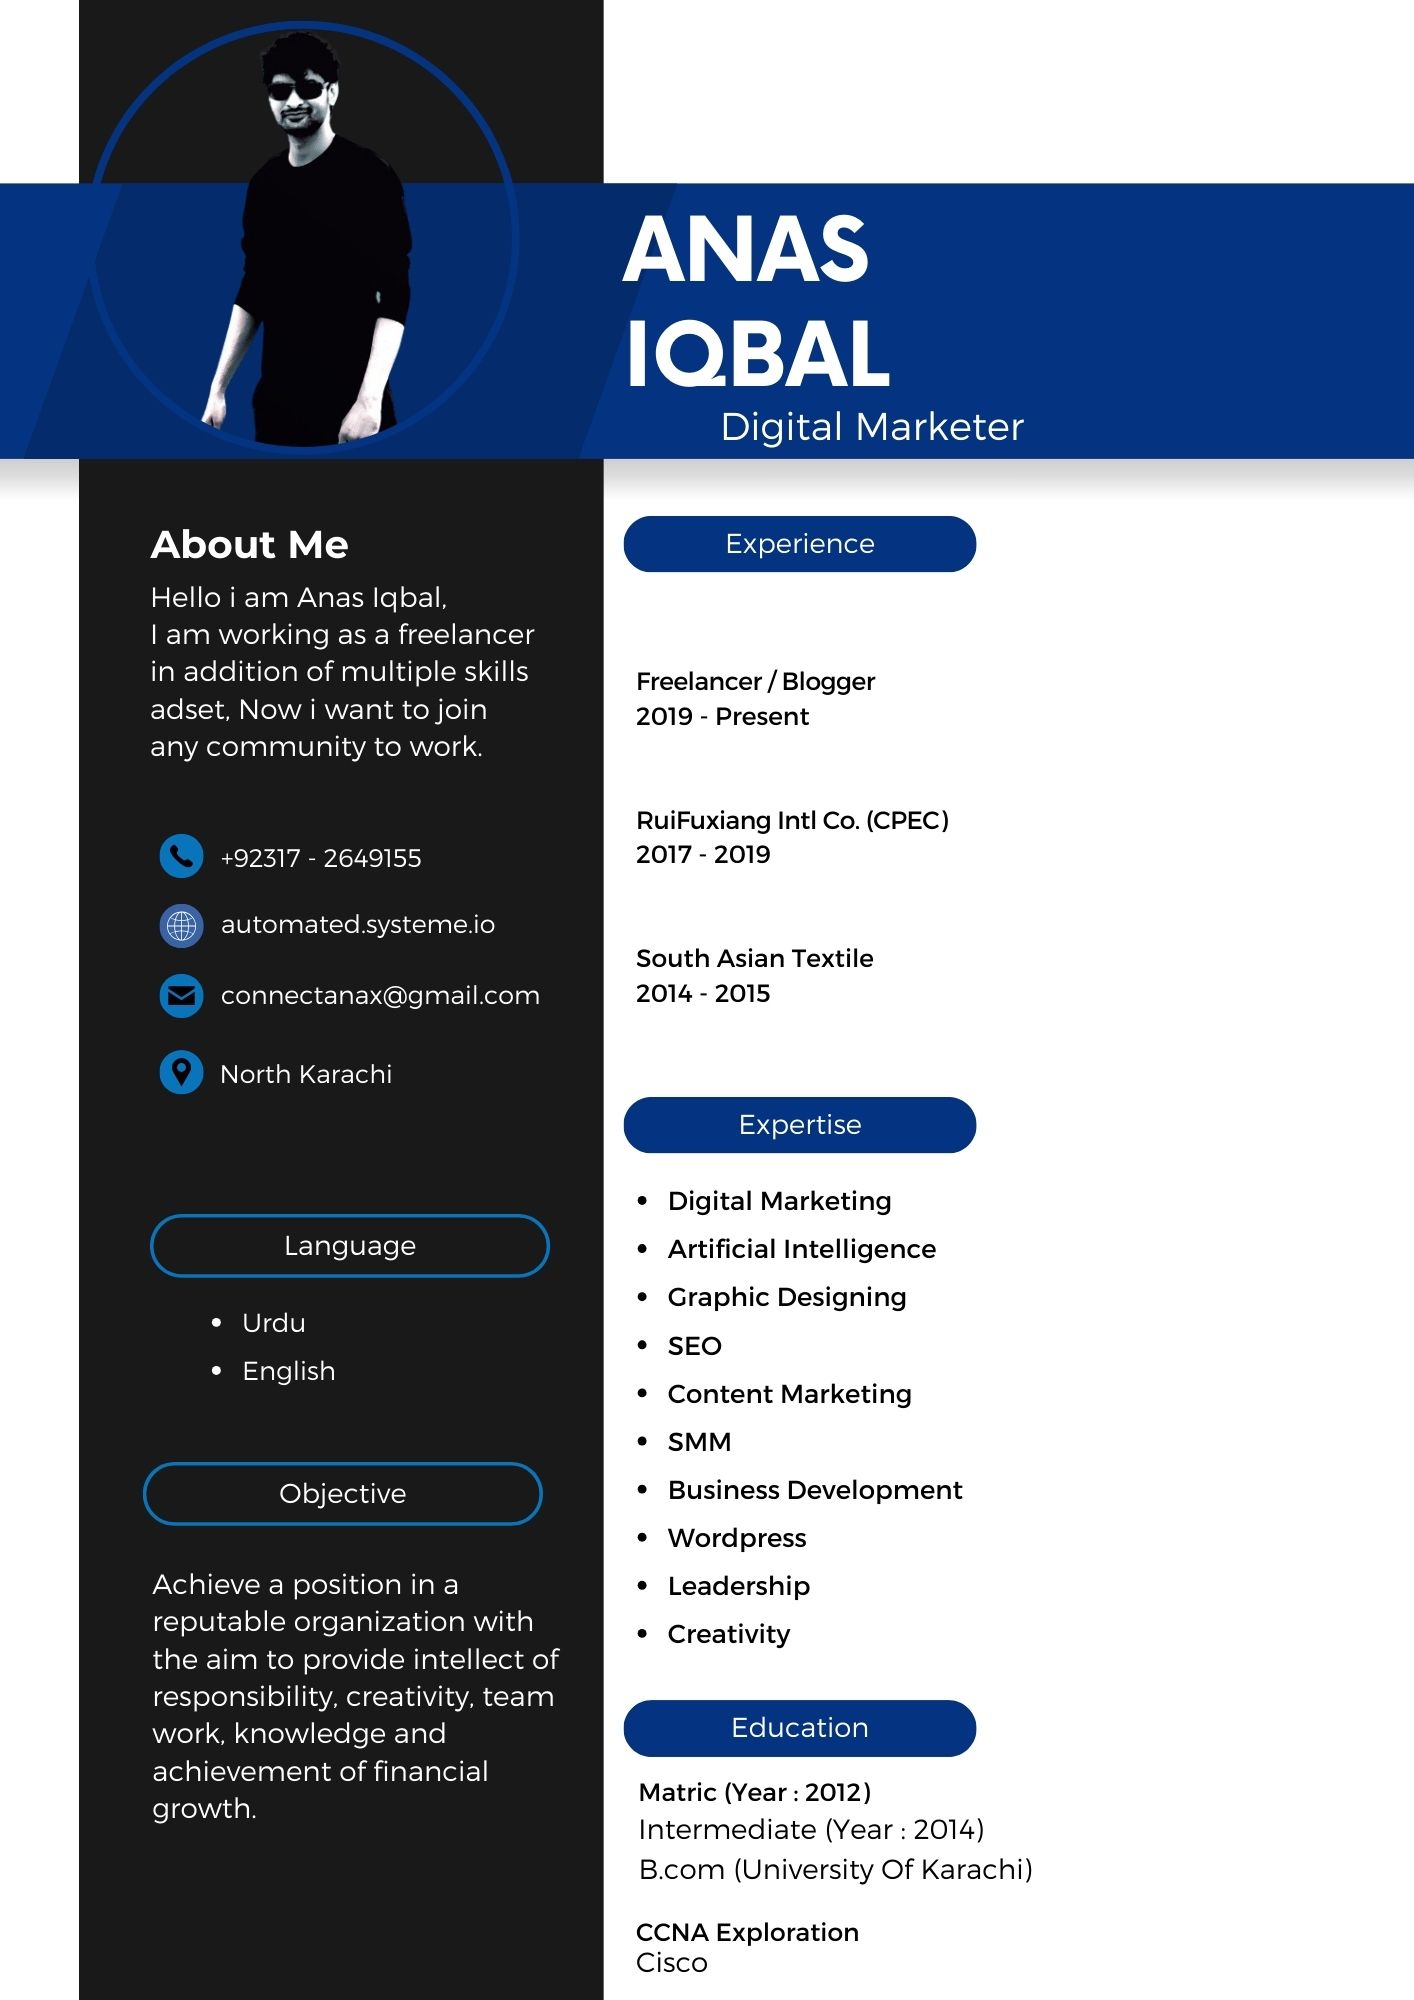 ANAS
IQBAL
Digital Marketer
About Me
Hello i am Anas Iqbal,
I am working as a freelancer
in addition of multiple skills
adset, Now i want to join
any community to work.
+92317 - 2649155
automated.systeme.io
connectanax@gmail.com
North Karachi
Language
• Urdu
• English
Objective
Achieve a position in a
reputable organization with
the aim to provide intellect of
responsibility, creativity, team
work, knowledge and
achievement of financial
growth.
Experience
Freelancer / Blogger
2019 - Present
RuiFuxiang Intl Co. (CPEC)
2017 - 2019
South Asian Textile
2014 - 2015
Expertise
• Digital Marketing
• Artificial Intelligence
• Graphic Designing
• SEO
• Content Marketing
• SMM
• Business Development
• Wordpress
• Leadership
• Creativity
Education
Matric (Year : 2012)
Intermediate (Year : 2014)
B.com (University Of Karachi)
CCNA Exploration
Cisco